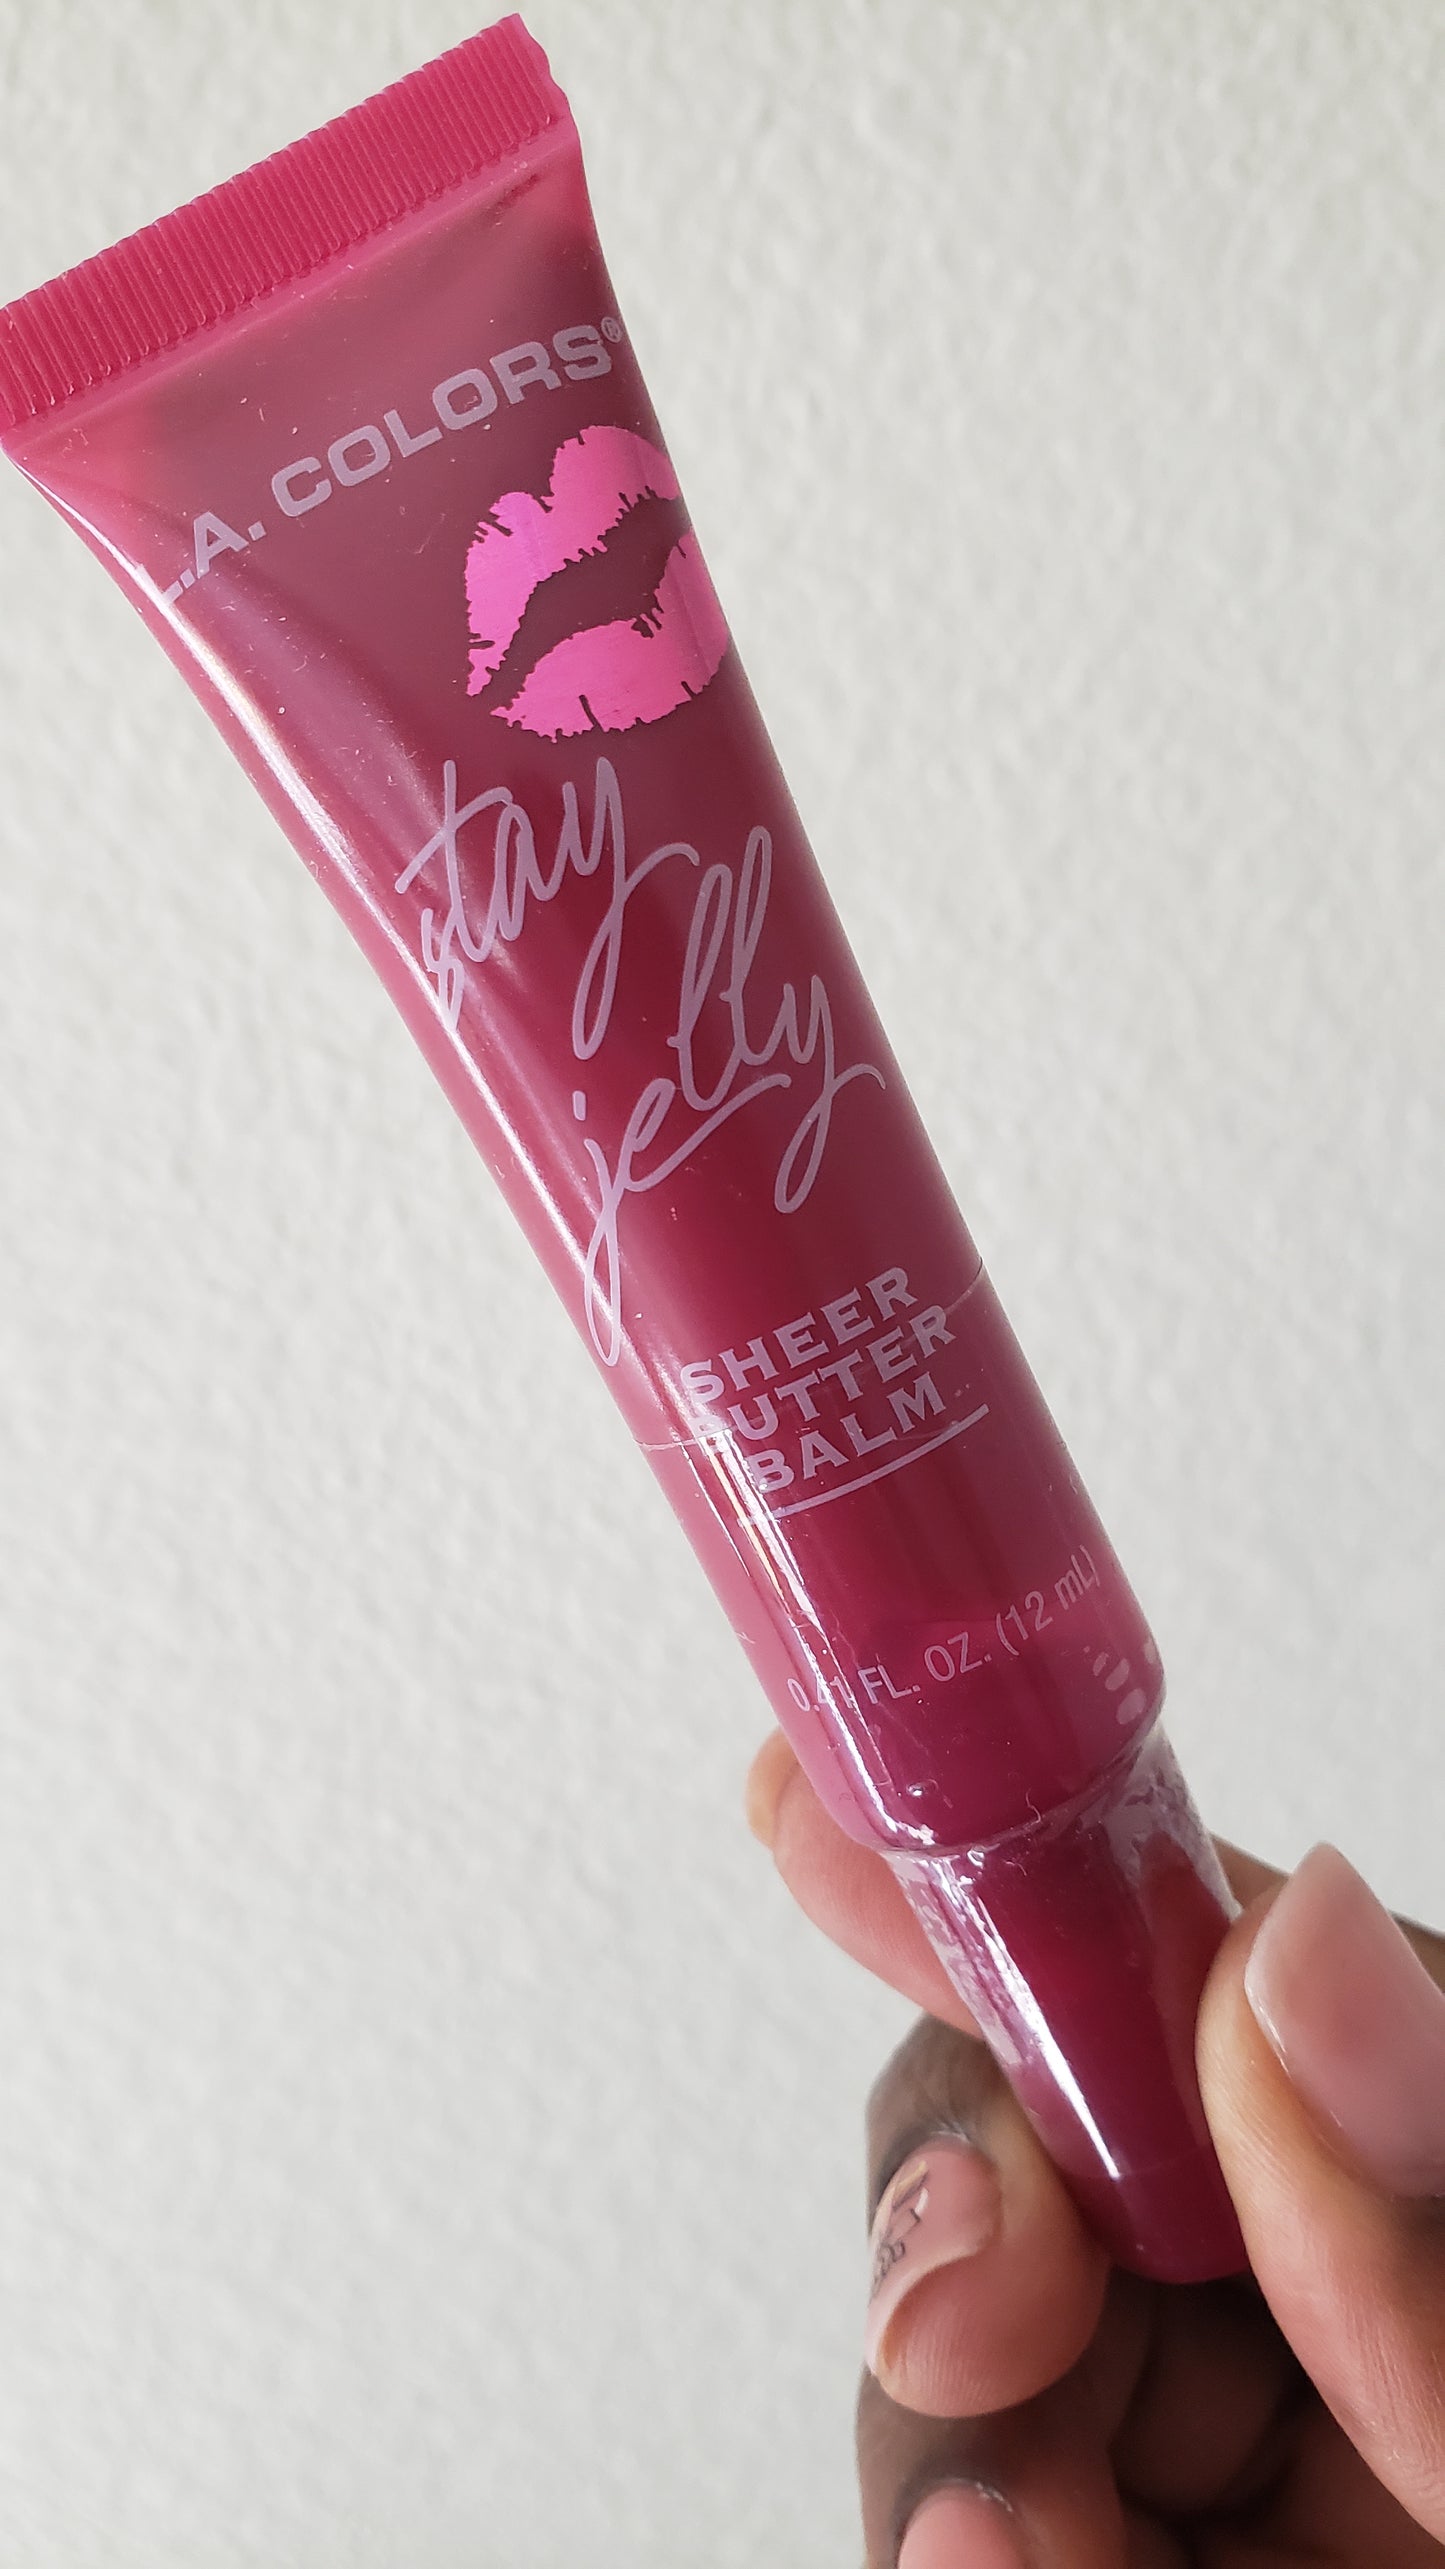 L.A. COLORS®
stay
jelly
SHEER
BUTTER
BALM
0.41 FL. OZ. (12 mL)